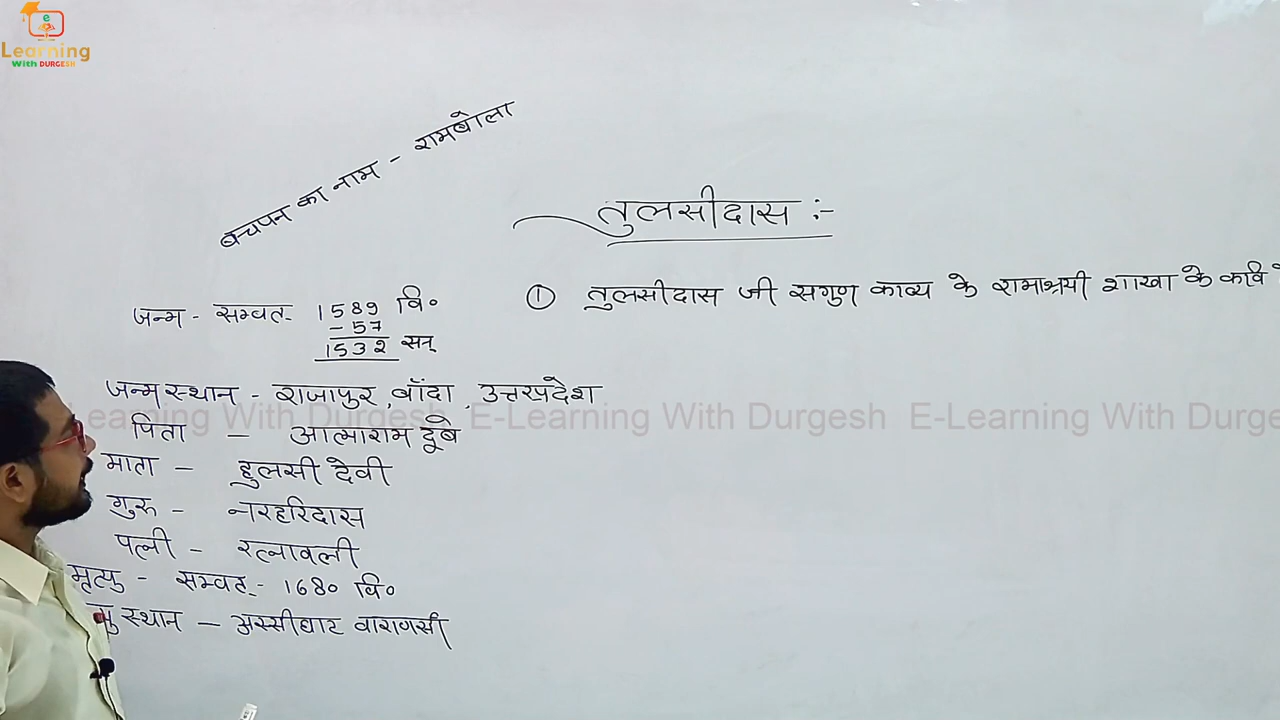 e
Learning
With DURGESH
बचपन का नाम - रामबोला
तुलसीदास :-
① तुलसीदास जी सगुण काव्य के रामाश्रयी शाखा के कवि
जन्म - सम्वत् - 1589 वि०
- 57
1532 सन्
जन्म स्थान - राजापुर, बाँदा, उत्तरप्रदेश
E-Learning With Durgesh E-Learning With Durgesh E-Learning With Durge
पिता - आत्माराम दूबे
माता - हुलसी देवी
गुरु - नरहरिदास
पत्नी - रत्नावली
मृत्यु - सम्वत् - 1680 वि०
स्थान - अस्सीघाट वाराणसी